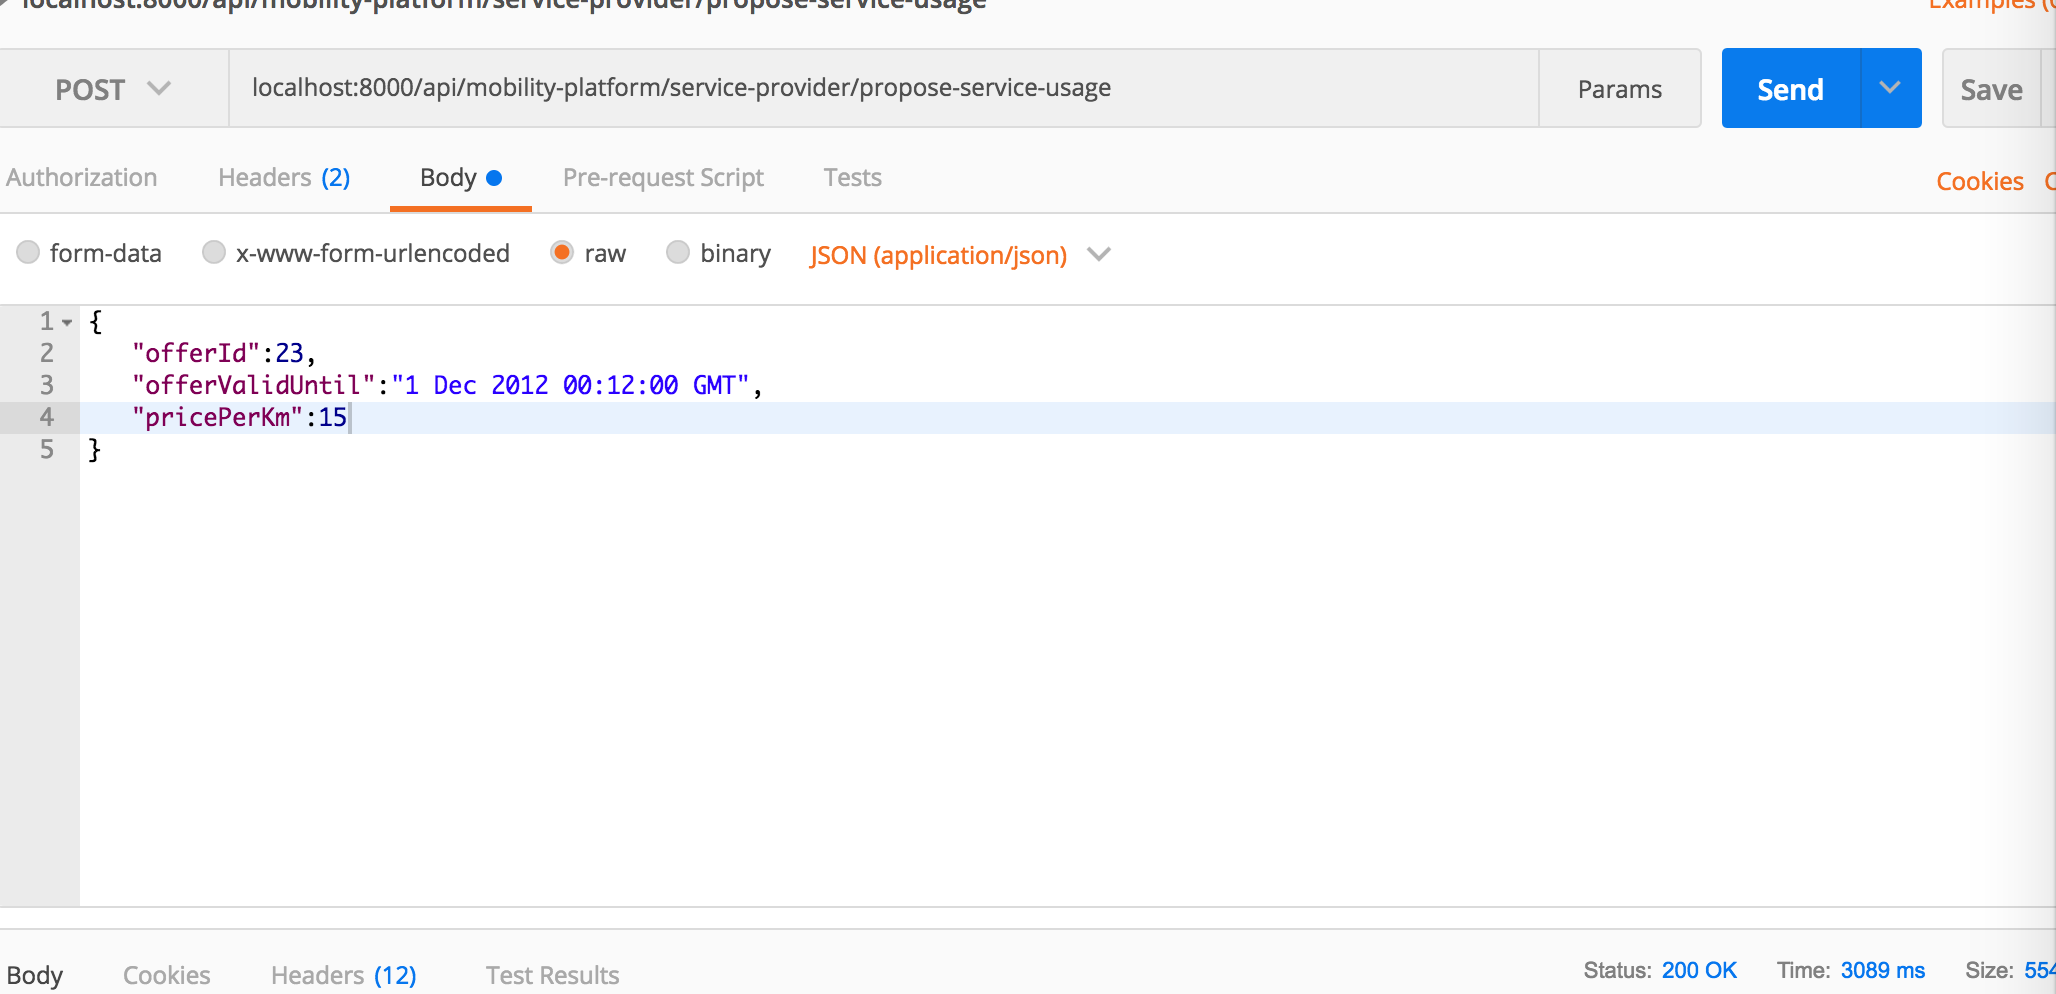 localhost:8000/api/mobility-platform/service-provider/propose-service-usage
Examples
POST localhost:8000/api/mobility-platform/service-provider/propose-service-usage Params Send Save
Authorization Headers (2) Body Pre-request Script Tests Cookies
form-data x-www-form-urlencoded raw binary JSON (application/json)
1 {
2 "offerId":23,
3 "offerValidUntil":"1 Dec 2012 00:12:00 GMT",
4 "pricePerKm":15
5 }
Body Cookies Headers (12) Test Results Status: 200 OK Time: 3089 ms Size: 554